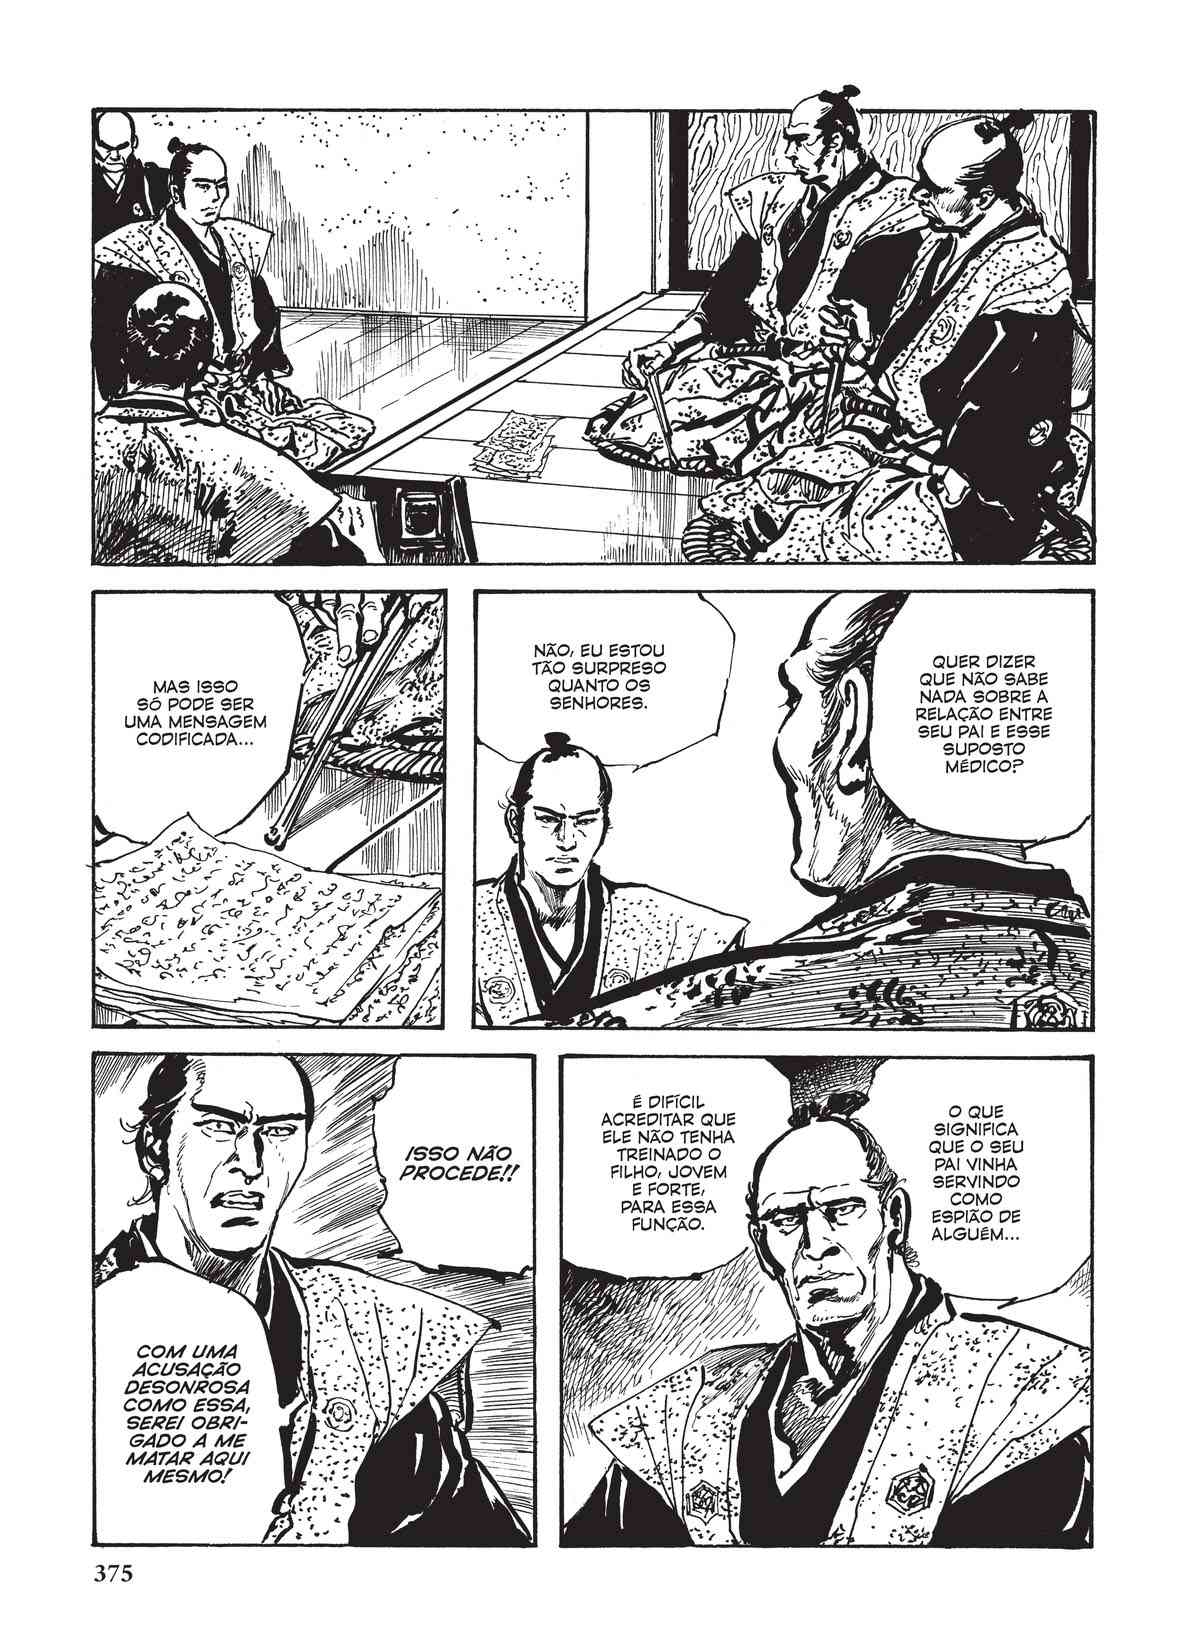 QUER DIZER
QUE NÃO SABE
NADA SOBRE A
RELAÇÃO ENTRE
SEU PAI E ESSE
SUPOSTO
MÉDICO?
NÃO, EU ESTOU
TÃO SURPRESO
QUANTO OS
SENHORES.
MAS ISSO
SÓ PODE SER
UMA MENSAGEM
CODIFICADA...
O QUE
SIGNIFICA
QUE O SEU
PAI VINHA
SERVINDO
COMO
ESPIÃO DE
ALGUÉM...
É DIFÍCIL
ACREDITAR QUE
ELE NÃO TENHA
TREINADO O
FILHO, JOVEM
E FORTE,
PARA ESSA
FUNÇÃO.
ISSO NÃO
PROCEDE!!
COM UMA
ACUSAÇÃO
DESONROSA
COMO ESSA,
SEREI OBRI-
GADO A ME
MATAR AQUI
MESMO!
375